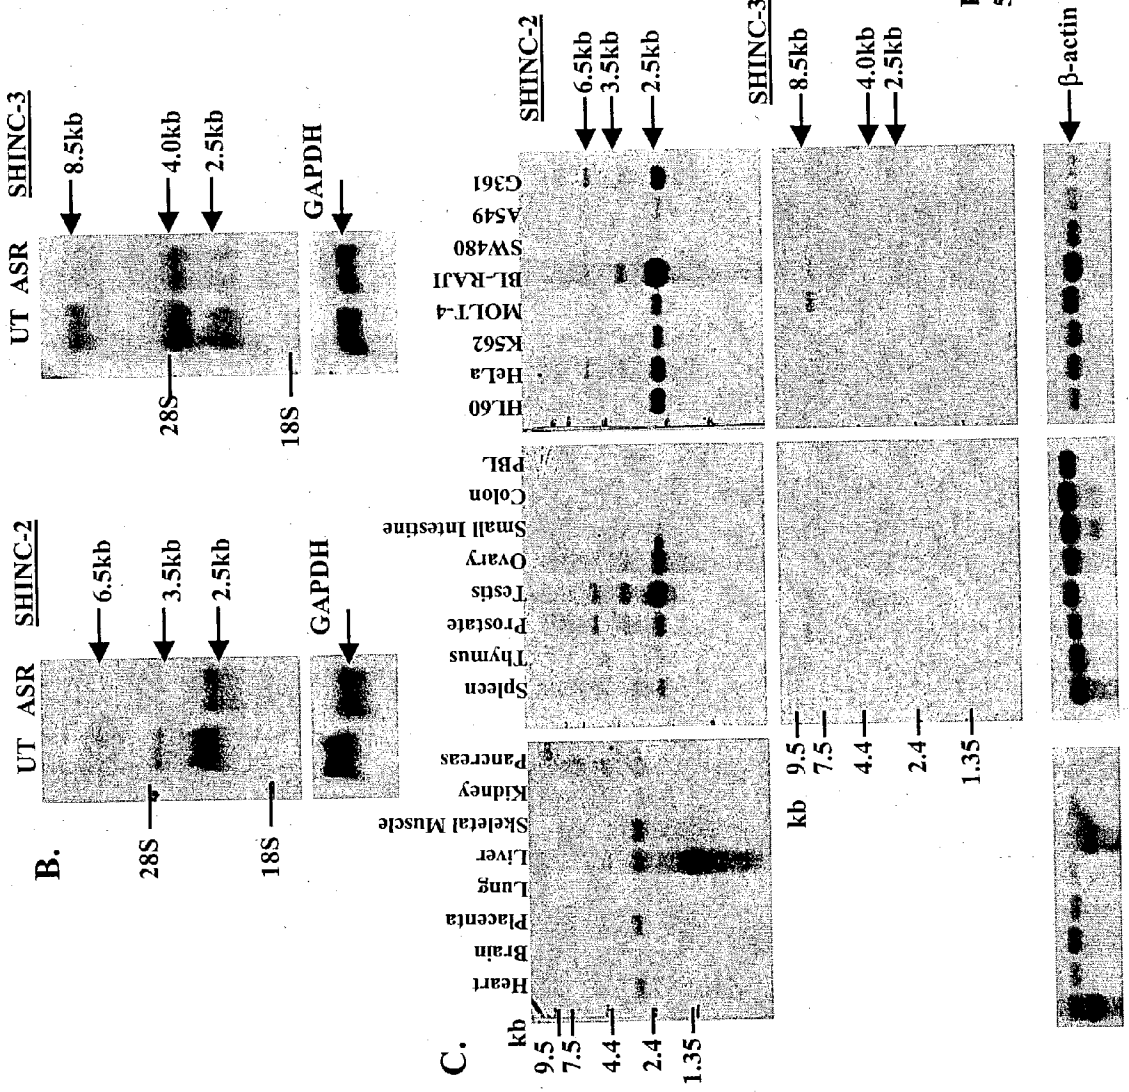 B.
SHINC-2
UT ASR
28S
18S
6.5kb
3.5kb
2.5kb
GAPDH
SHINC-3
UT ASR
28S
18S
8.5kb
4.0kb
2.5kb
GAPDH
C.
kb
9.5
7.5
4.4
2.4
1.35
Heart
Brain
Placenta
Lung
Liver
Skeletal Muscle
Kidney
Pancreas
Spleen
Thymus
Prostate
Testis
Ovary
Small Intestine
Colon
PBL
HL60
HeLa
K562
MOLT-4
BL-RAJI
SW480
A549
G361
SHINC-2
6.5kb
3.5kb
2.5kb
kb
9.5
7.5
4.4
2.4
1.35
SHINC-3
8.5kb
4.0kb
2.5kb
β-actin